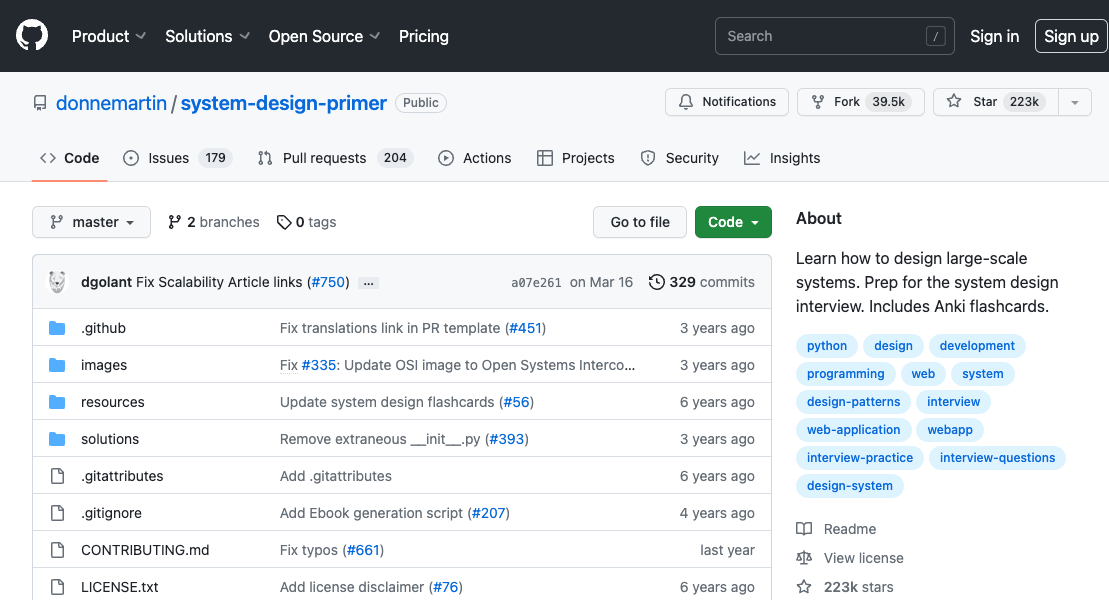 Product Solutions Open Source Pricing Search / Sign in Sign up
donnemartin / system-design-primer Public Notifications Fork 39.5k Star 223k
Code Issues 179 Pull requests 204 Actions Projects Security Insights
master 2 branches 0 tags Go to file Code
dgolant Fix Scalability Article links (#750) ... a07e261 on Mar 16 329 commits
.github Fix translations link in PR template (#451) 3 years ago
images Fix #335: Update OSI image to Open Systems Interco... 3 years ago
resources Update system design flashcards (#56) 6 years ago
solutions Remove extraneous __init__.py (#393) 3 years ago
.gitattributes Add .gitattributes 6 years ago
.gitignore Add Ebook generation script (#207) 4 years ago
CONTRIBUTING.md Fix typos (#661) last year
LICENSE.txt Add license disclaimer (#76) 6 years ago
About
Learn how to design large-scale
systems. Prep for the system design
interview. Includes Anki flashcards.
python design development
programming web system
design-patterns interview
web-application webapp
interview-practice interview-questions
design-system
Readme
View license
223k stars